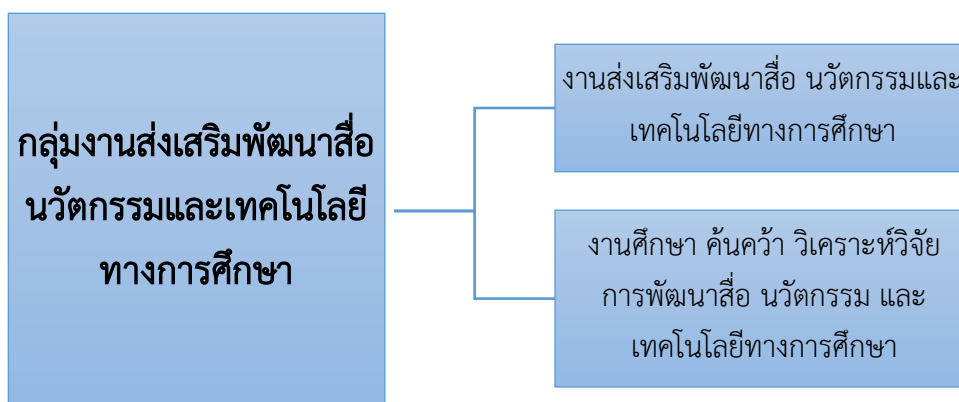 กลุ่มงานส่งเสริมพัฒนาสื่อ
นวัตกรรมและเทคโนโลยี
ทางการศึกษา
งานส่งเสริมพัฒนาสื่อ นวัตกรรมและ
เทคโนโลยีทางการศึกษา
งานศึกษา ค้นคว้า วิเคราะห์วิจัย
การพัฒนาสื่อ นวัตกรรม และ
เทคโนโลยีทางการศึกษา